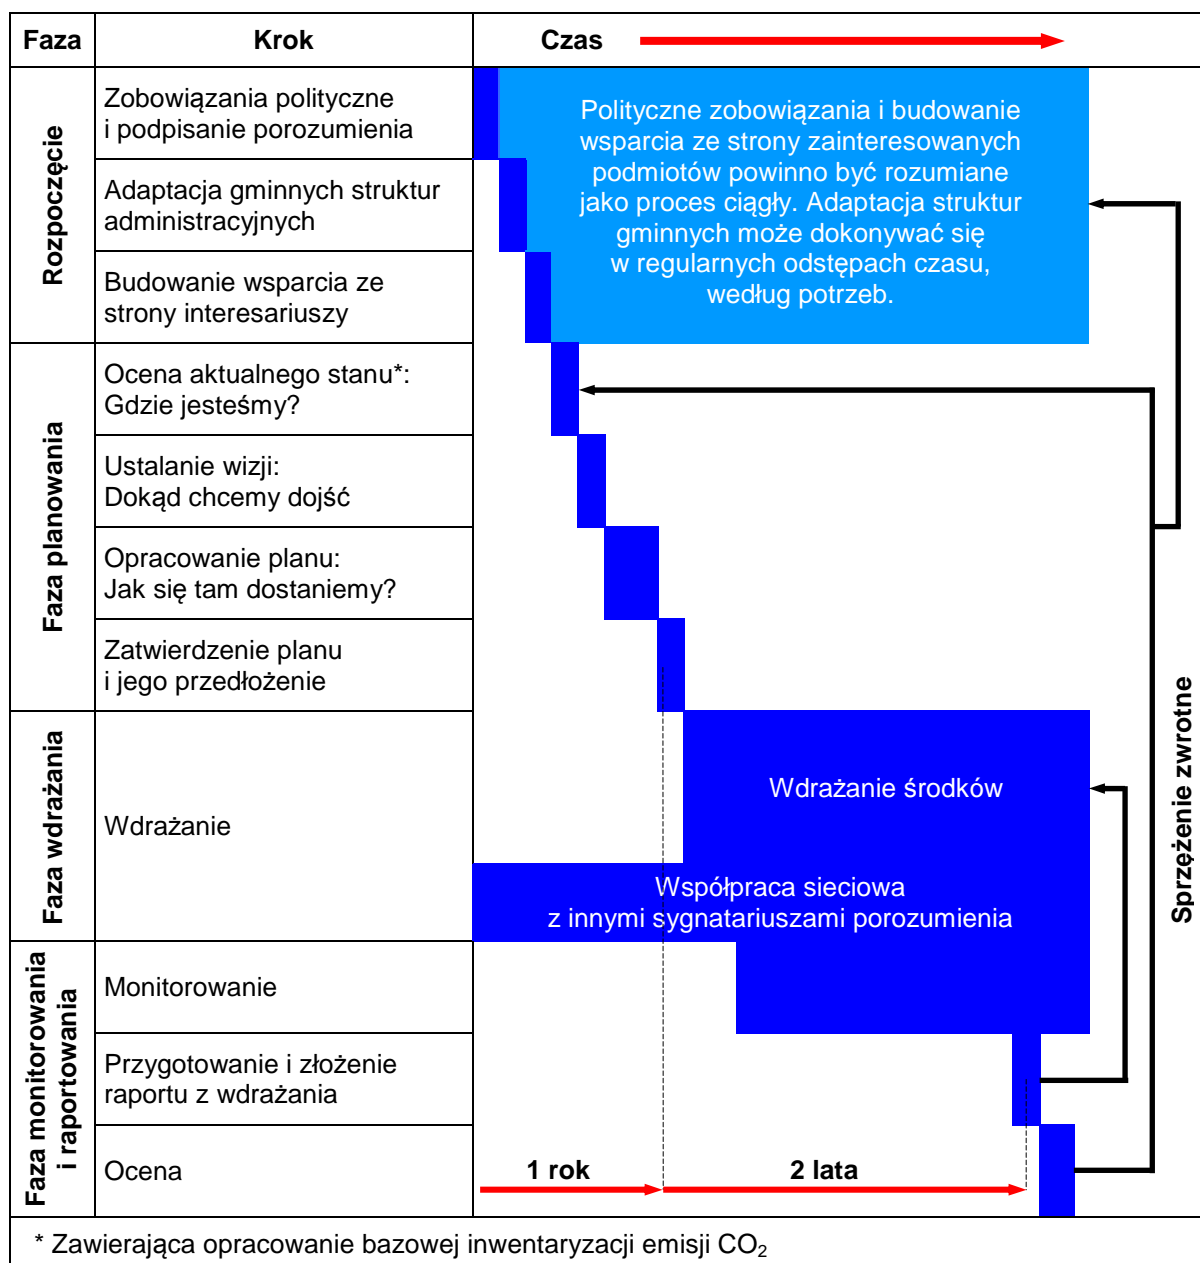 Faza
Krok
Czas
Rozpoczęcie
Zobowiązania polityczne
i podpisanie porozumienia
Polityczne zobowiązania i budowanie
wsparcia ze strony zainteresowanych
podmiotów powinno być rozumiane
jako proces ciągły. Adaptacja struktur
gminnych może dokonywać się
w regularnych odstępach czasu,
według potrzeb.
Adaptacja gminnych struktur
administracyjnych
Budowanie wsparcia ze
strony interesariuszy
Faza planowania
Ocena aktualnego stanu*:
Gdzie jesteśmy?
Ustalanie wizji:
Dokąd chcemy dojść
Opracowanie planu:
Jak się tam dostaniemy?
Zatwierdzenie planu
i jego przedłożenie
Faza wdrażania
Wdrażanie
Wdrażanie środków
Współpraca sieciowa
z innymi sygnatariuszami porozumienia
Sprzężenie zwrotne
Faza monitorowania
i raportowania
Monitorowanie
Przygotowanie i złożenie
raportu z wdrażania
Ocena
1 rok
2 lata
* Zawierająca opracowanie bazowej inwentaryzacji emisji CO₂